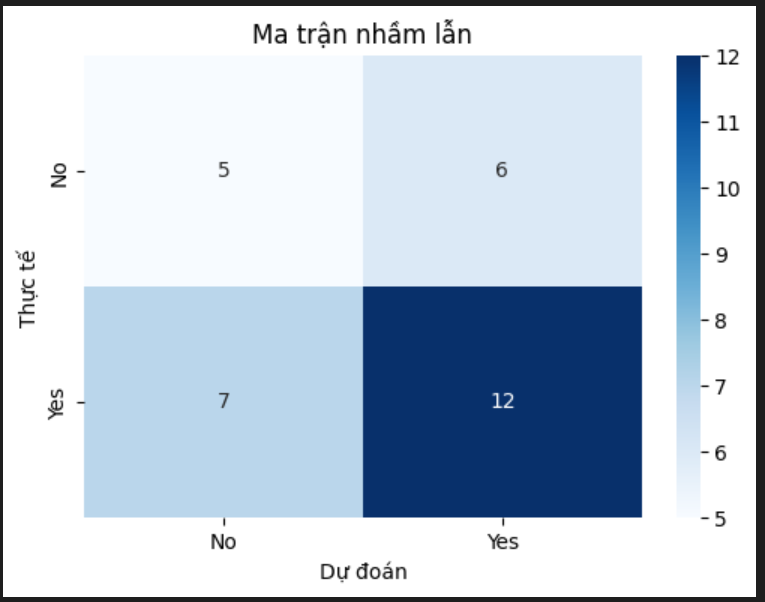 Ma trận nhầm lẫn
Thực tế
No
5
6
Yes
7
12
No
Yes
Dự đoán
12
11
10
9
8
7
6
5